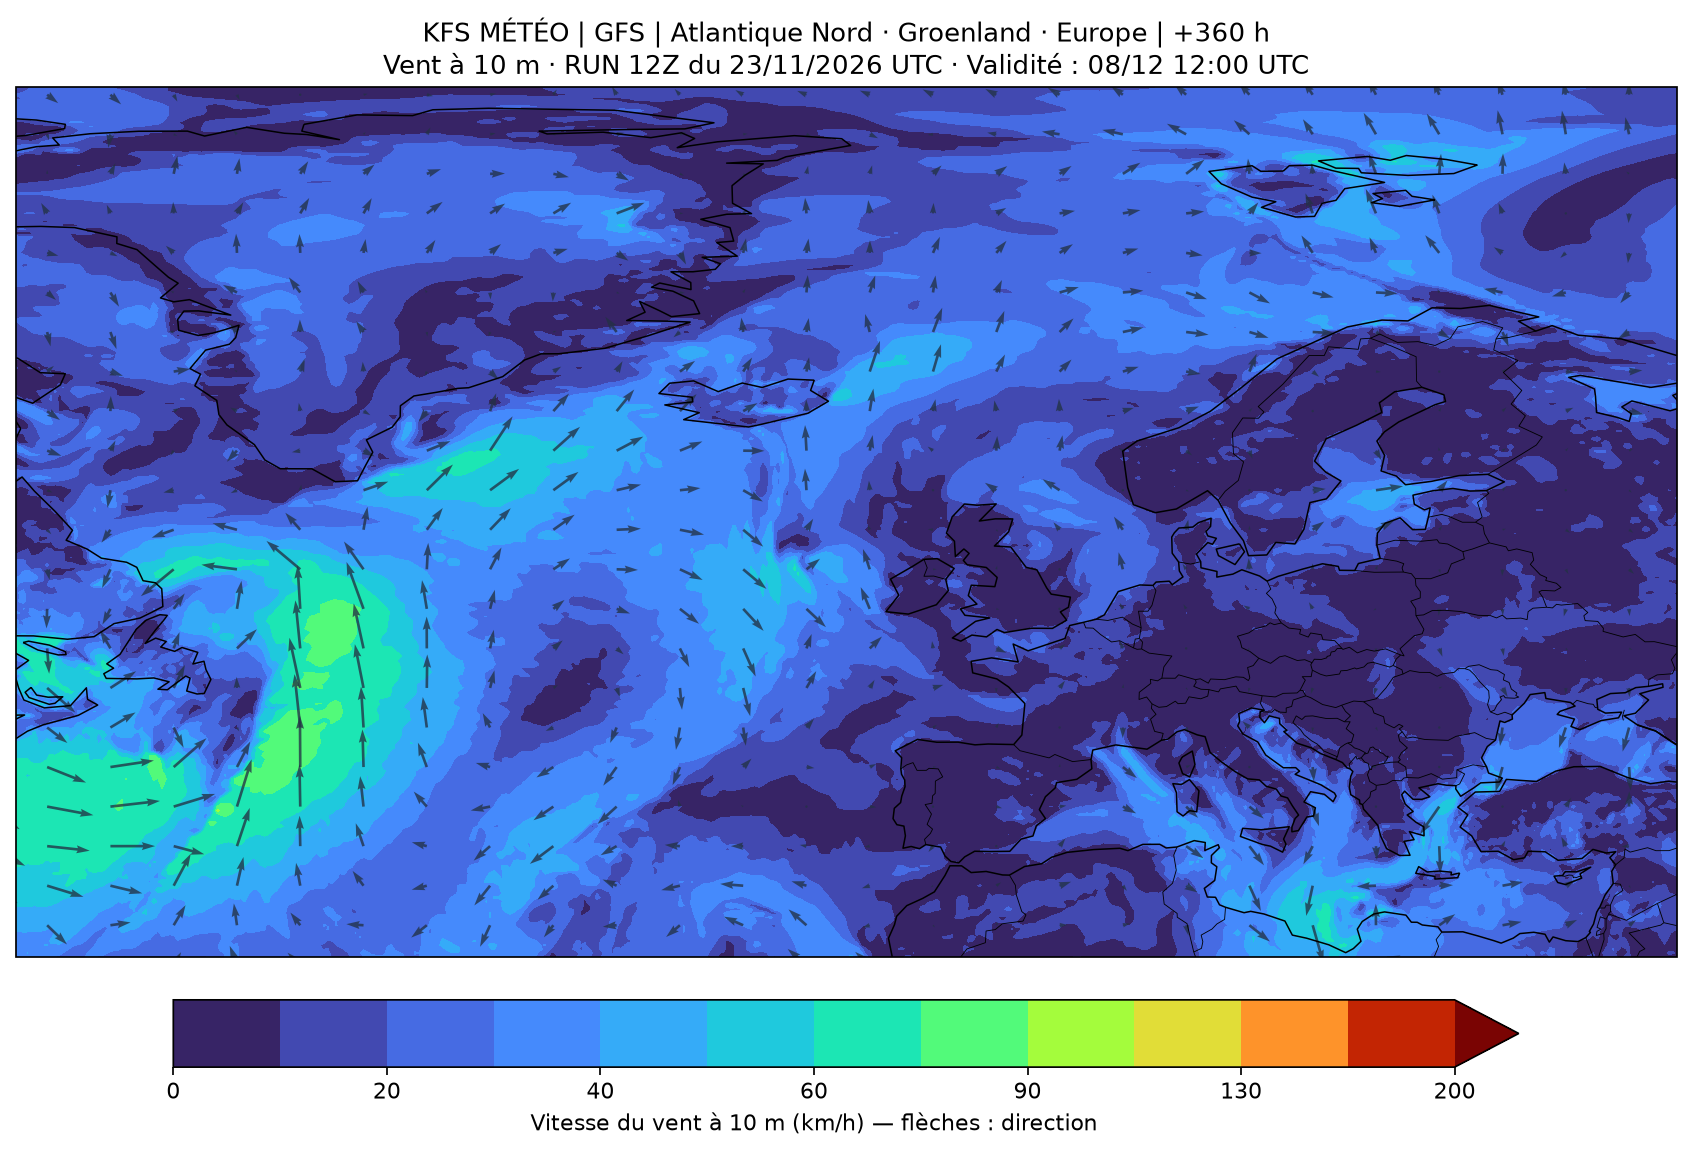 KFS MÉTÉO | GFS | Atlantique Nord · Groenland · Europe | +360 h
Vent à 10 m · RUN 12Z du 23/11/2026 UTC · Validité : 08/12 12:00 UTC
0 20 40 60 90 130 200
Vitesse du vent à 10 m (km/h) — flèches : direction